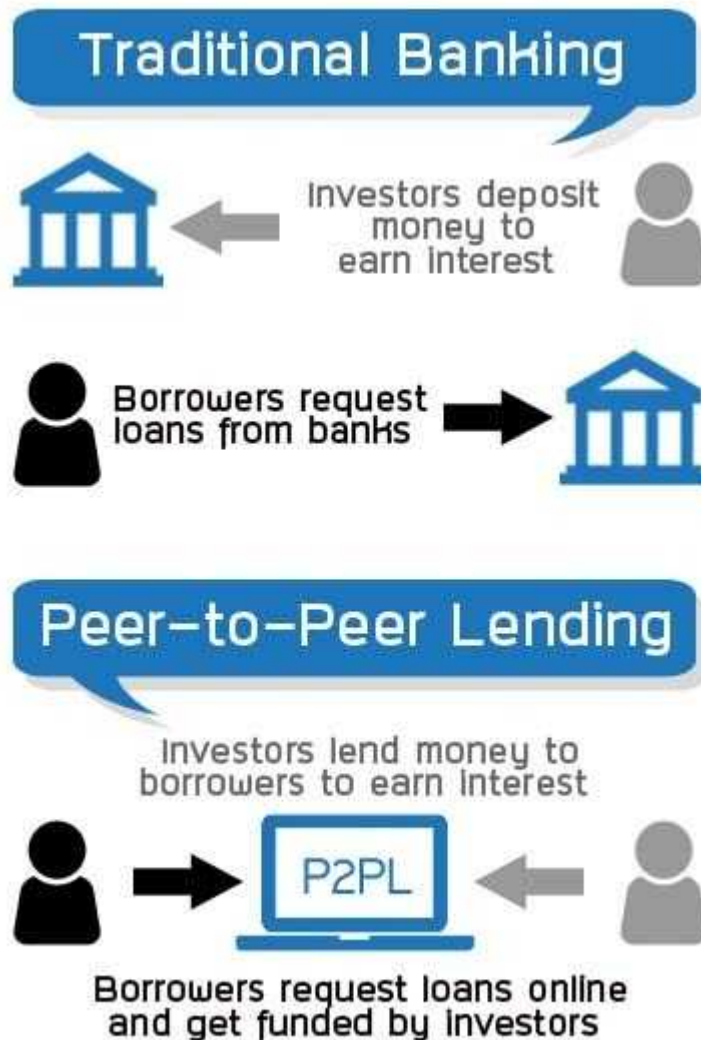 Traditional Banking
Investors deposit
money to
earn interest
Borrowers request
loans from banks
Peer-to-Peer Lending
Investors lend money to
borrowers to earn interest
P2PL
Borrowers request loans online
and get funded by investors